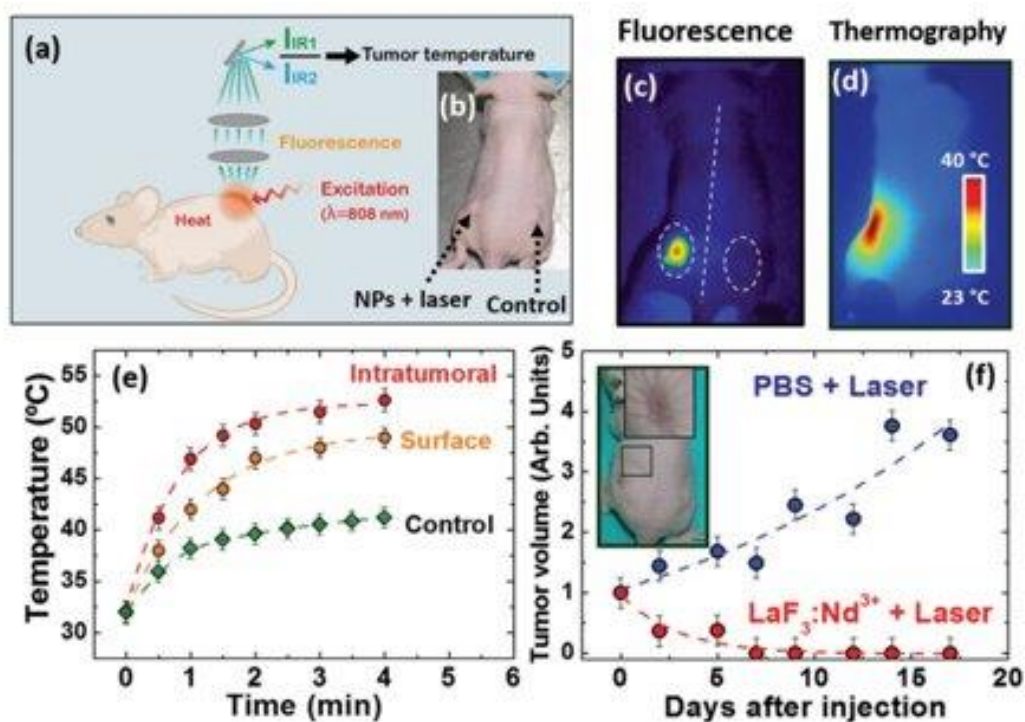 (a)
I_IR1
I_IR2
Tumor temperature
Fluorescence
Excitation
(λ=808 nm)
Heat
(b)
NPs + laser
Control
Fluorescence
(c)
Thermography
(d)
40 °C
23 °C
(e)
Temperature (ºC)
55
50
45
40
35
30
Intratumoral
Surface
Control
0 1 2 3 4 5 6
Time (min)
(f)
Tumor volume (Arb. Units)
5
4
3
2
1
0
PBS + Laser
LaF₃:Nd³⁺ + Laser
0 5 10 15 20
Days after injection